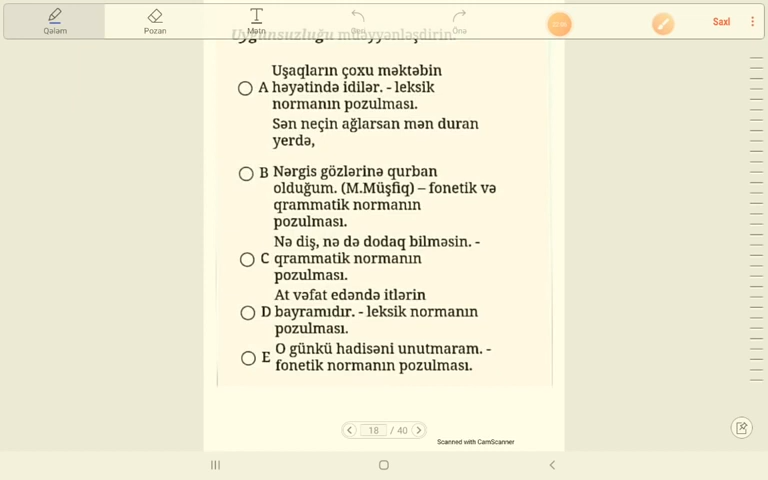 Qələm
Pozan
Mətn
Geri
Önə
Saxl
Uyğunsuzluğu müəyyənləşdirin.
Uşaqların çoxu məktəbin
A həyətində idilər. - leksik
normanın pozulması.
Sən neçin ağlarsan mən duran
yerdə,
B Nərgis gözlərinə qurban
olduğum. (M.Müşfiq) – fonetik və
qrammatik normanın
pozulması.
Nə diş, nə də dodaq bilməsin. -
C qrammatik normanın
pozulması.
At vəfat edəndə itlərin
D bayramıdır. - leksik normanın
pozulması.
O günkü hadisəni unutmaram. -
E fonetik normanın pozulması.
18 / 40
Scanned with CamScanner